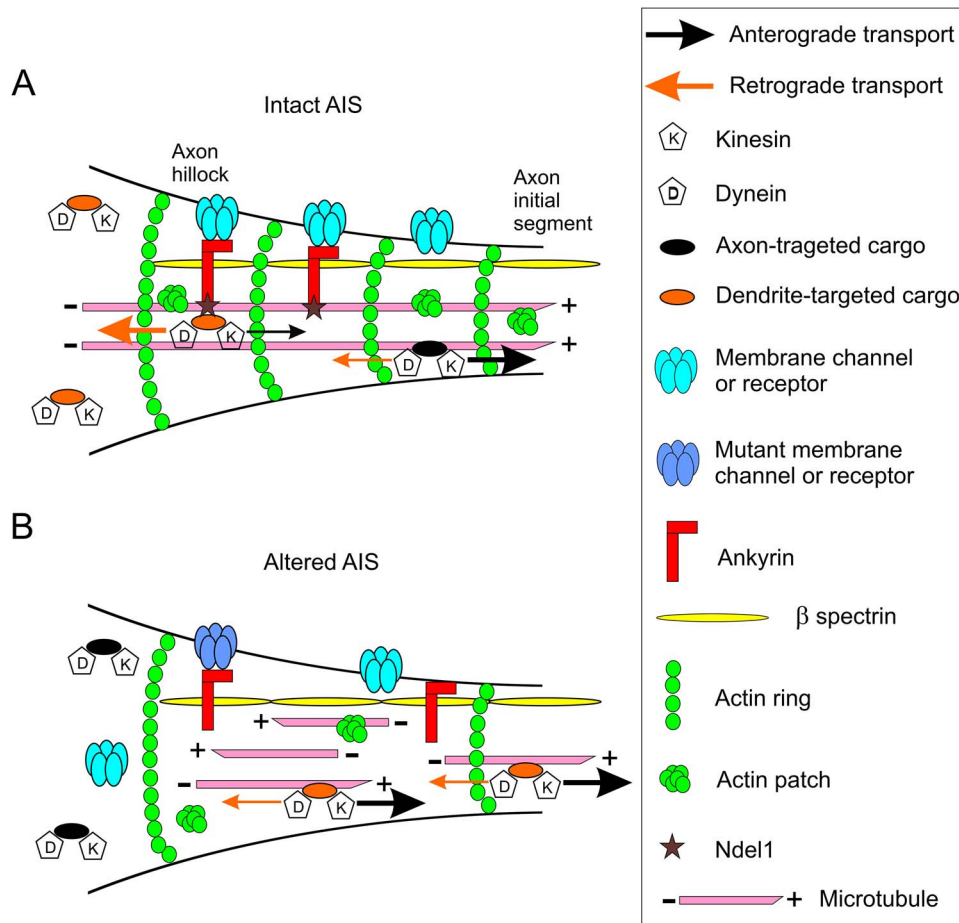 A
Intact AIS
Axon
hillock
Axon
initial
segment
D K
- +
D K
- +
D K
D K
B
Altered AIS
D K
+ -
+ -
- +
- +
D K
D K
D K
Anterograde transport
Retrograde transport
K Kinesin
D Dynein
Axon-trageted cargo
Dendrite-targeted cargo
Membrane channel
or receptor
Mutant membrane
channel or receptor
Ankyrin
β spectrin
Actin ring
Actin patch
Ndel1
- + Microtubule